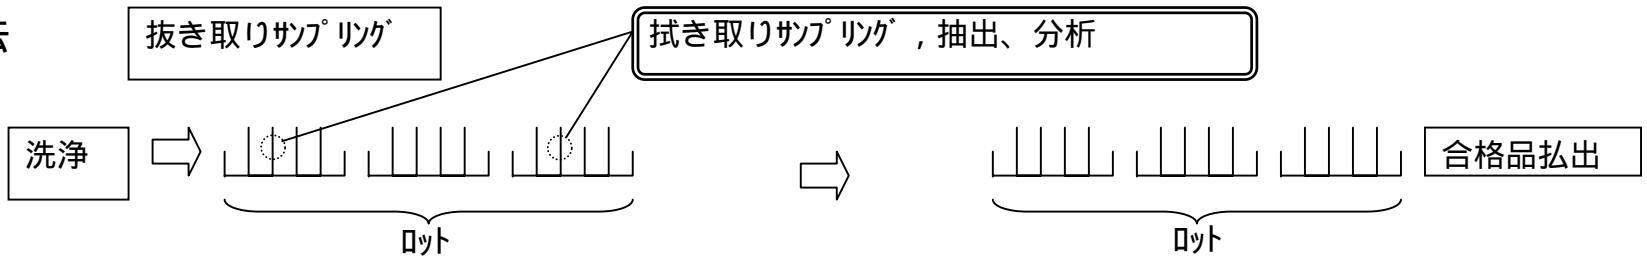 法
抜き取りｻﾝﾌﾟﾘﾝｸﾞ
拭き取りｻﾝﾌﾟﾘﾝｸﾞ,抽出、分析
洗浄
合格品払出
ﾛｯﾄ
ﾛｯﾄ